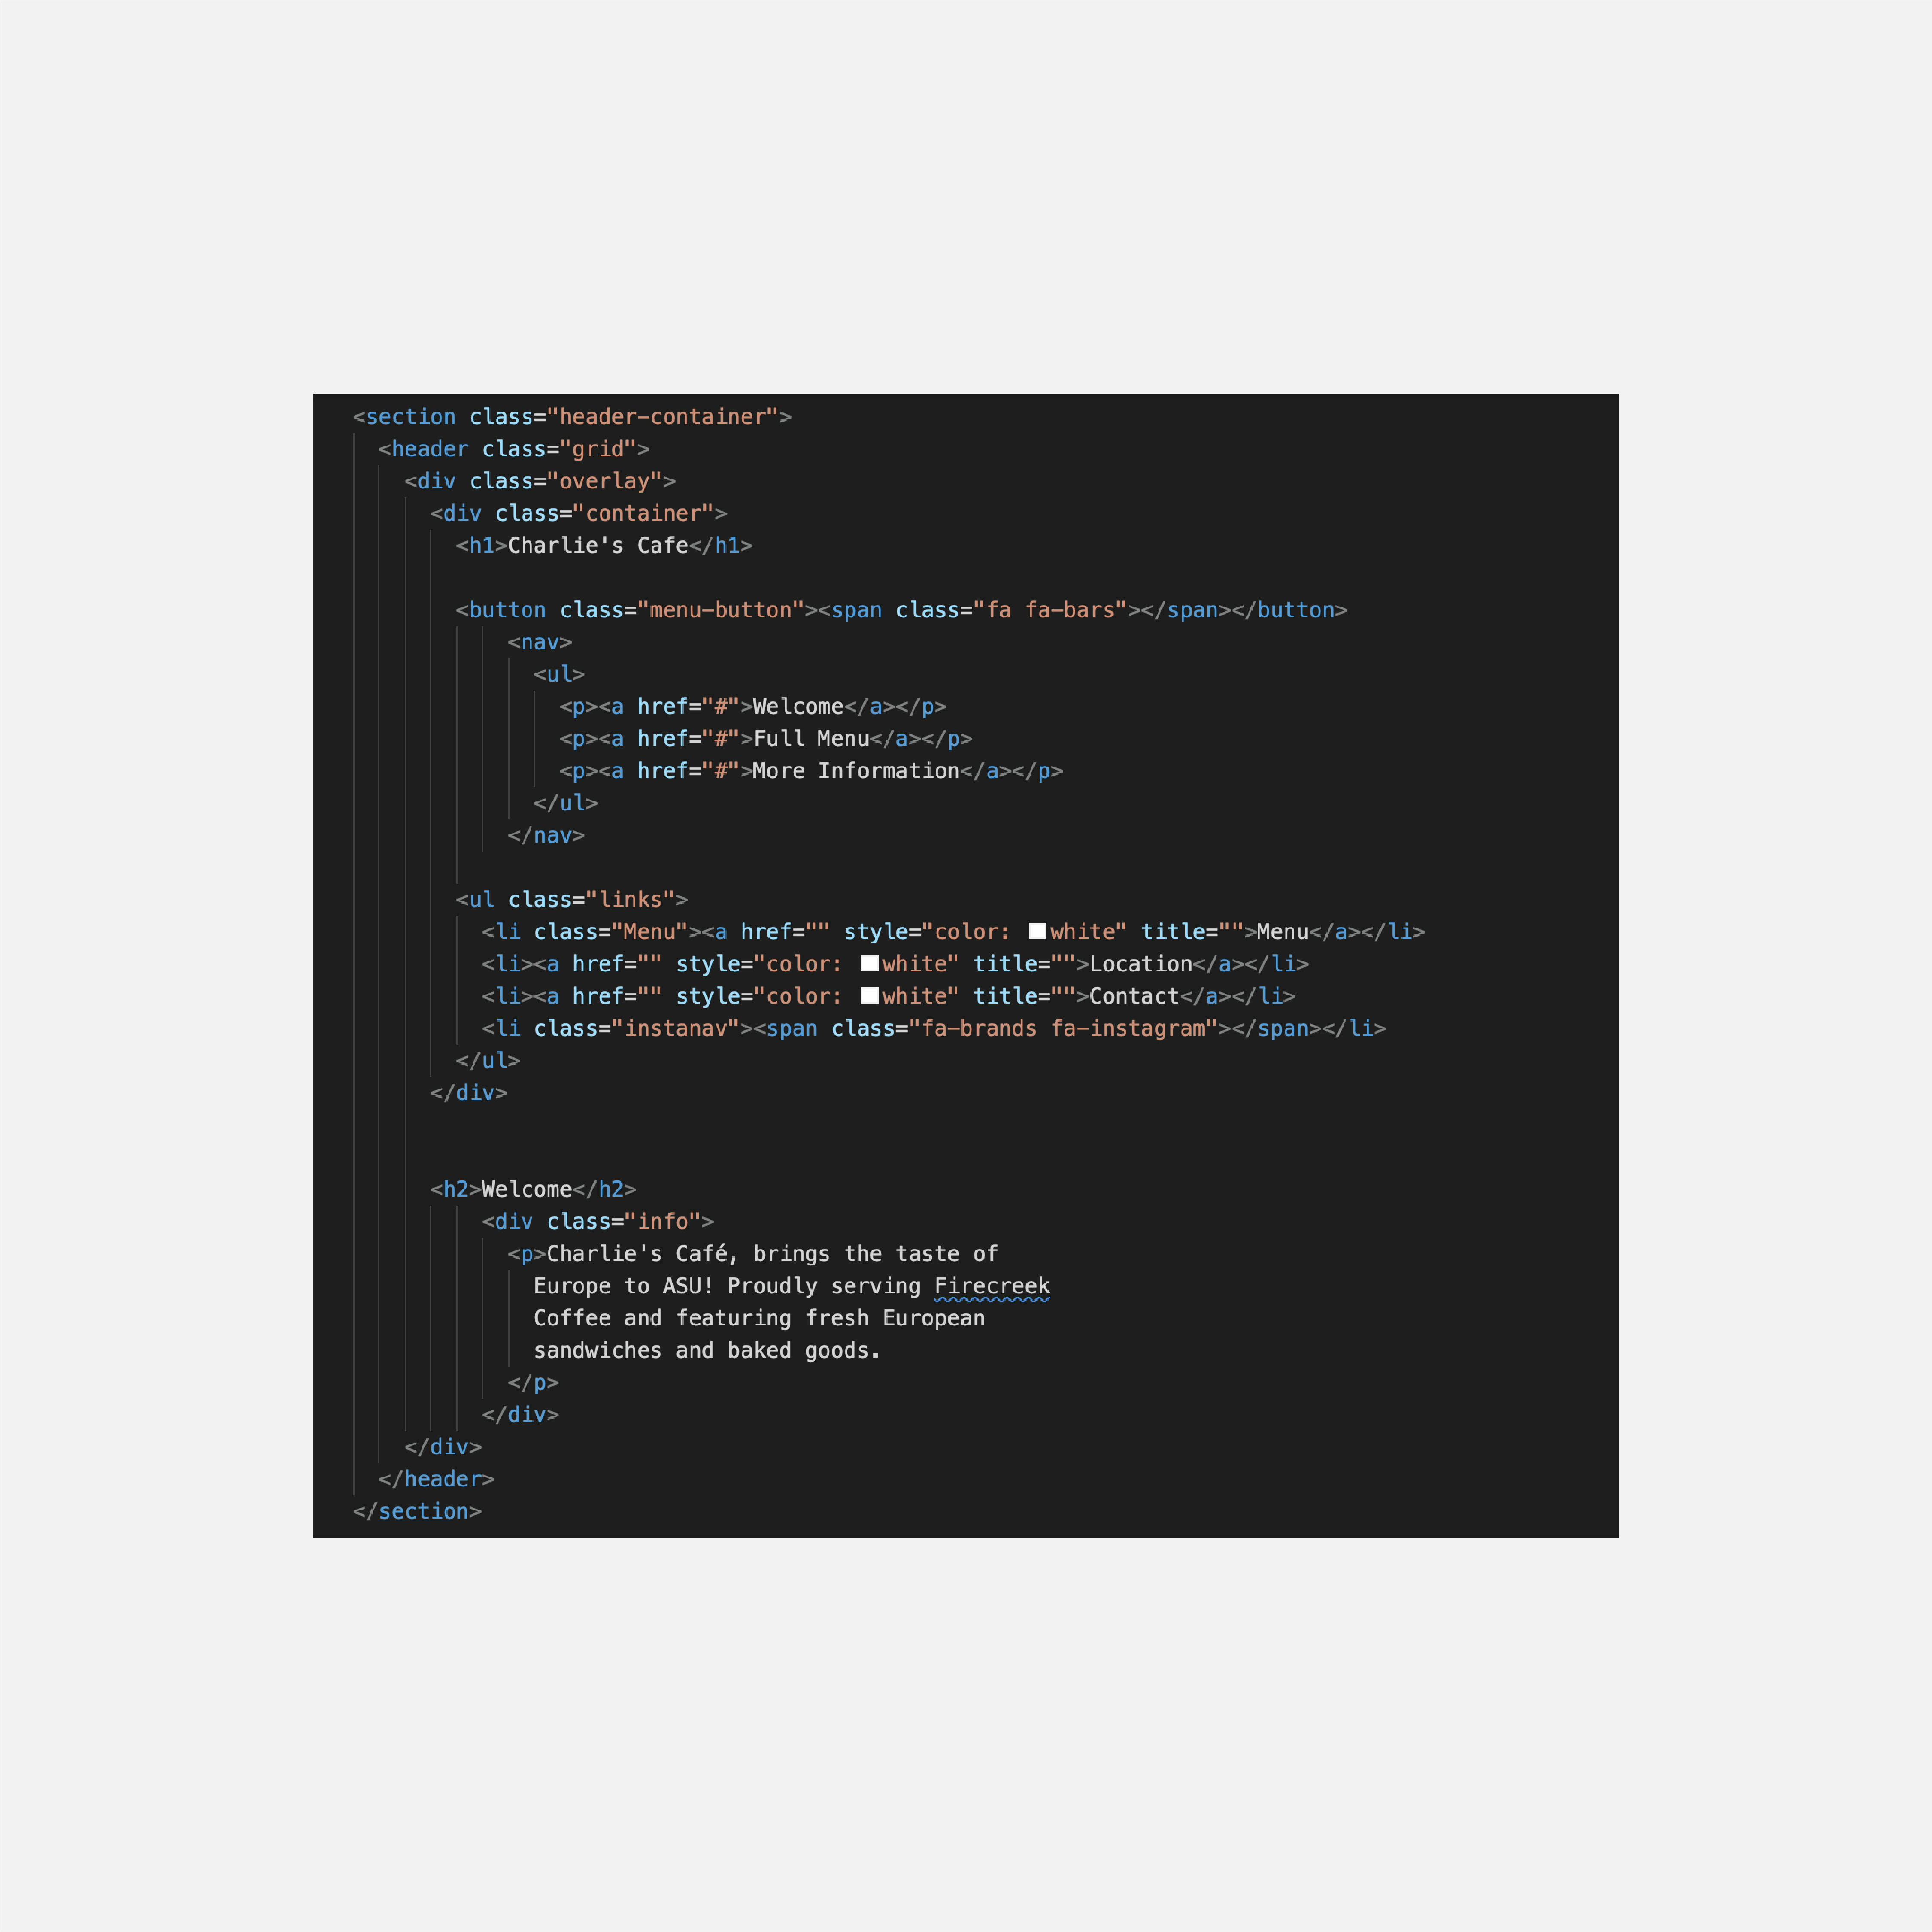 <section class="header-container">
<header class="grid">
<div class="overlay">
<div class="container">
<h1>Charlie's Cafe</h1>
<button class="menu-button"><span class="fa fa-bars"></span></button>
<nav>
<ul>
<p><a href="#">Welcome</a></p>
<p><a href="#">Full Menu</a></p>
<p><a href="#">More Information</a></p>
</ul>
</nav>
<ul class="links">
<li class="Menu"><a href="" style="color: white" title="">Menu</a></li>
<li><a href="" style="color: white" title="">Location</a></li>
<li><a href="" style="color: white" title="">Contact</a></li>
<li class="instanav"><span class="fa-brands fa-instagram"></span></li>
</ul>
</div>
<h2>Welcome</h2>
<div class="info">
<p>Charlie's Café, brings the taste of
Europe to ASU! Proudly serving Firecreek
Coffee and featuring fresh European
sandwiches and baked goods.
</p>
</div>
</div>
</header>
</section>